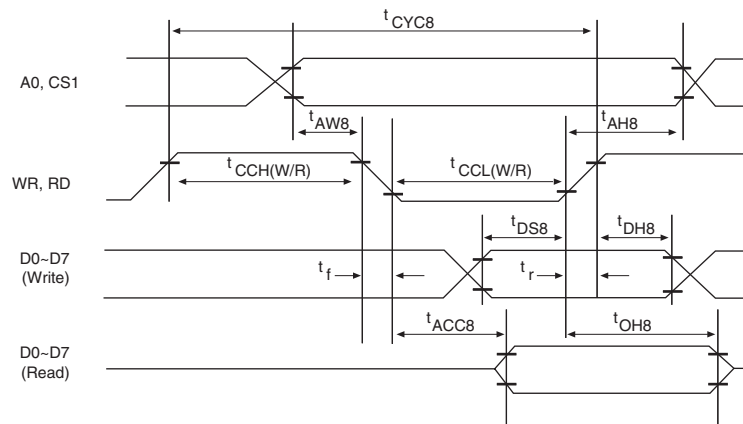 tCYC8
A0, CS1
tAW8
tAH8
WR, RD
tCCH(W/R)
tCCL(W/R)
tDS8
tDH8
D0~D7
(Write)
tf
tr
tACC8
tOH8
D0~D7
(Read)